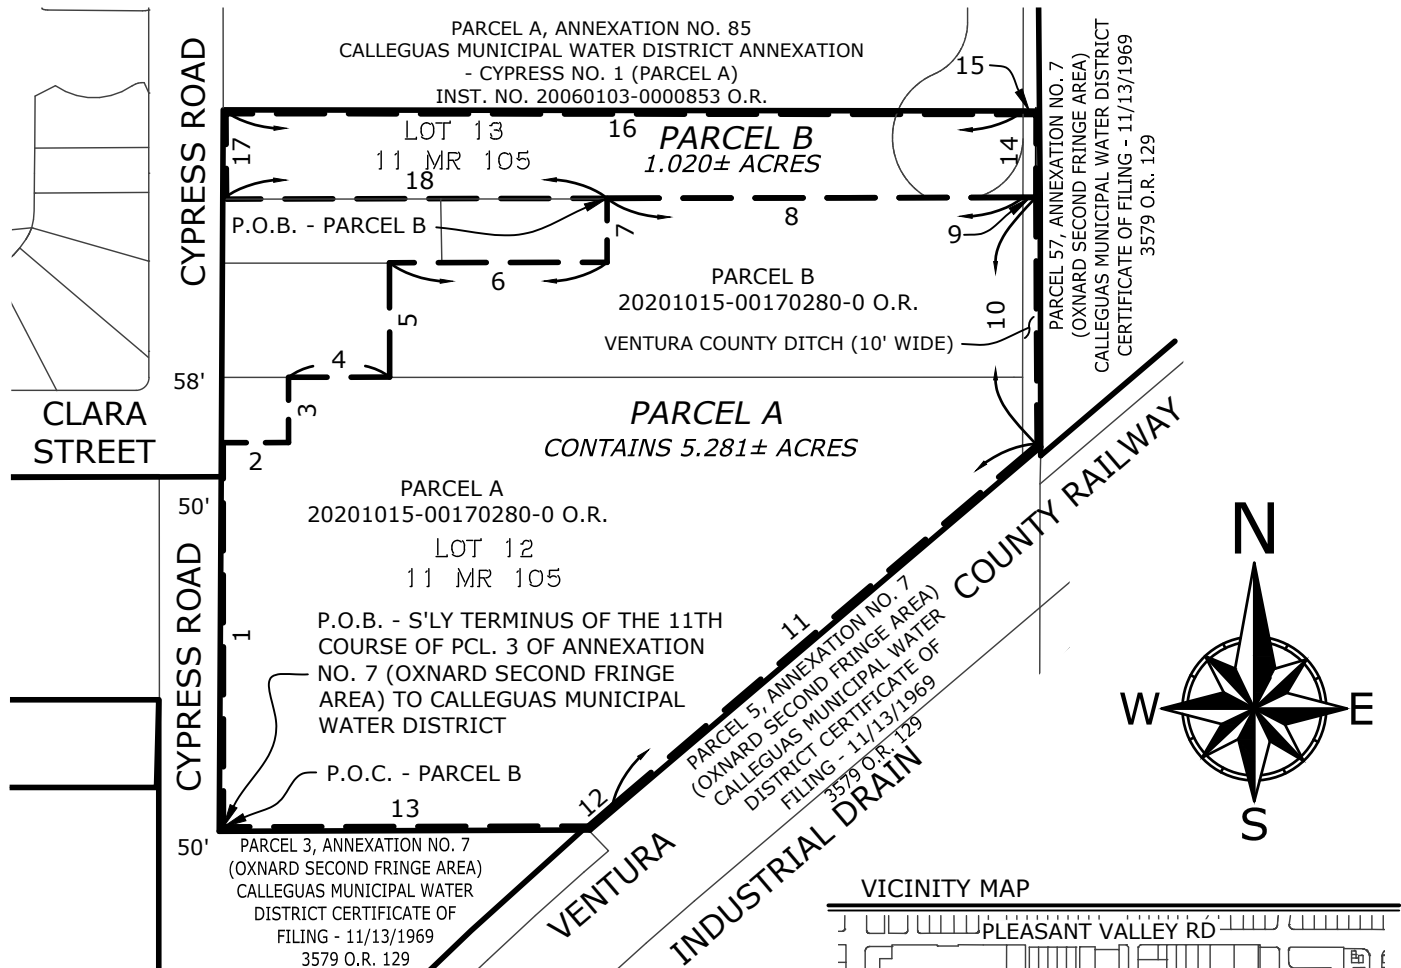 PARCEL A, ANNEXATION NO. 85
CALLEGUAS MUNICIPAL WATER DISTRICT ANNEXATION
- CYPRESS NO. 1 (PARCEL A)
INST. NO. 20060103-0000853 O.R.
15
CYPRESS ROAD
PARCEL 57, ANNEXATION NO. 7
(OXNARD SECOND FRINGE AREA)
CALLEGUAS MUNICIPAL WATER DISTRICT
CERTIFICATE OF FILING - 11/13/1969
3579 O.R. 129
17
LOT 13
11 MR 105
16
PARCEL B
1.020± ACRES
14
18
P.O.B. - PARCEL B
7
8
9
6
PARCEL B
20201015-00170280-0 O.R.
5
10
VENTURA COUNTY DITCH (10' WIDE)
4
58'
CLARA
STREET
3
PARCEL A
CONTAINS 5.281± ACRES
2
50'
PARCEL A
20201015-00170280-0 O.R.
LOT 12
11 MR 105
COUNTY RAILWAY
N
W
E
S
CYPRESS ROAD
1
P.O.B. - S'LY TERMINUS OF THE 11TH
COURSE OF PCL. 3 OF ANNEXATION
NO. 7 (OXNARD SECOND FRINGE
AREA) TO CALLEGUAS MUNICIPAL
WATER DISTRICT
11
PARCEL 5, ANNEXATION NO. 7
(OXNARD SECOND FRINGE AREA)
CALLEGUAS MUNICIPAL WATER
DISTRICT CERTIFICATE OF
FILING - 11/13/1969
3579 O.R. 129
P.O.C. - PARCEL B
13
12
50'
PARCEL 3, ANNEXATION NO. 7
(OXNARD SECOND FRINGE AREA)
CALLEGUAS MUNICIPAL WATER
DISTRICT CERTIFICATE OF
FILING - 11/13/1969
3579 O.R. 129
VENTURA
INDUSTRIAL DRAIN
VICINITY MAP
PLEASANT VALLEY RD